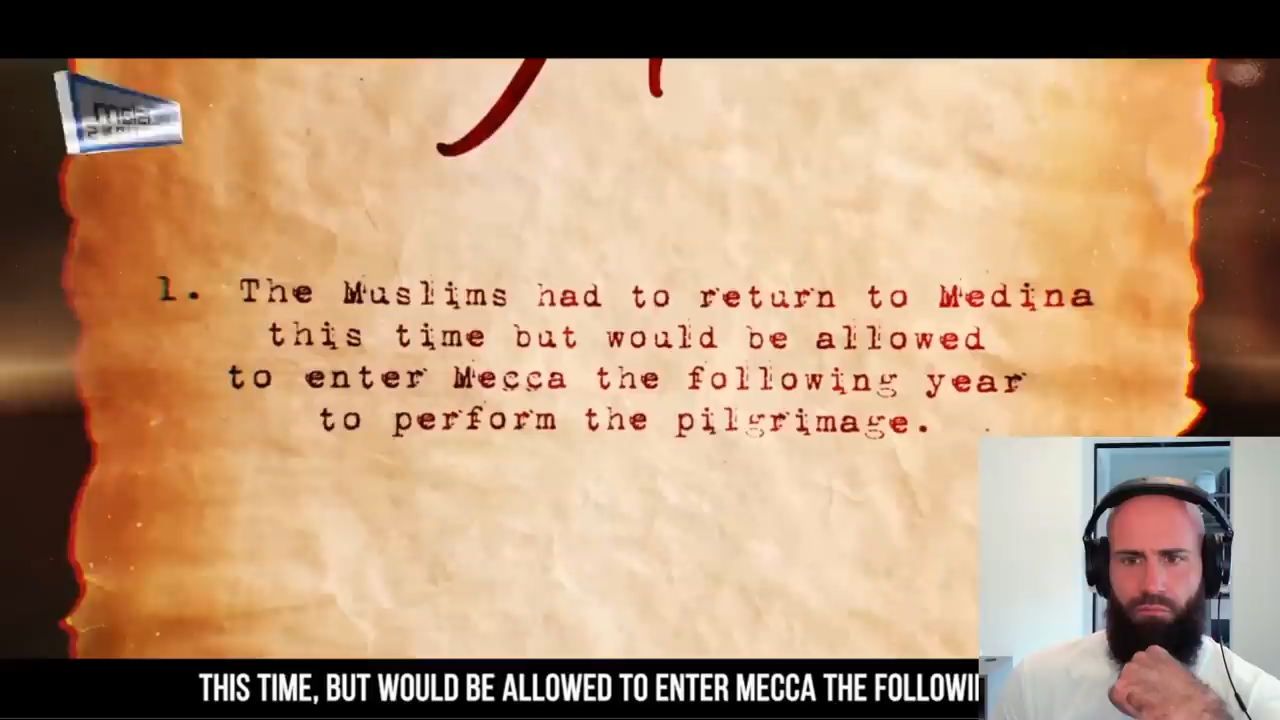 1. The Muslims had to return to Medina
this time but would be allowed
to enter Mecca the following year
to perform the pilgrimage.
THIS TIME, BUT WOULD BE ALLOWED TO ENTER MECCA THE